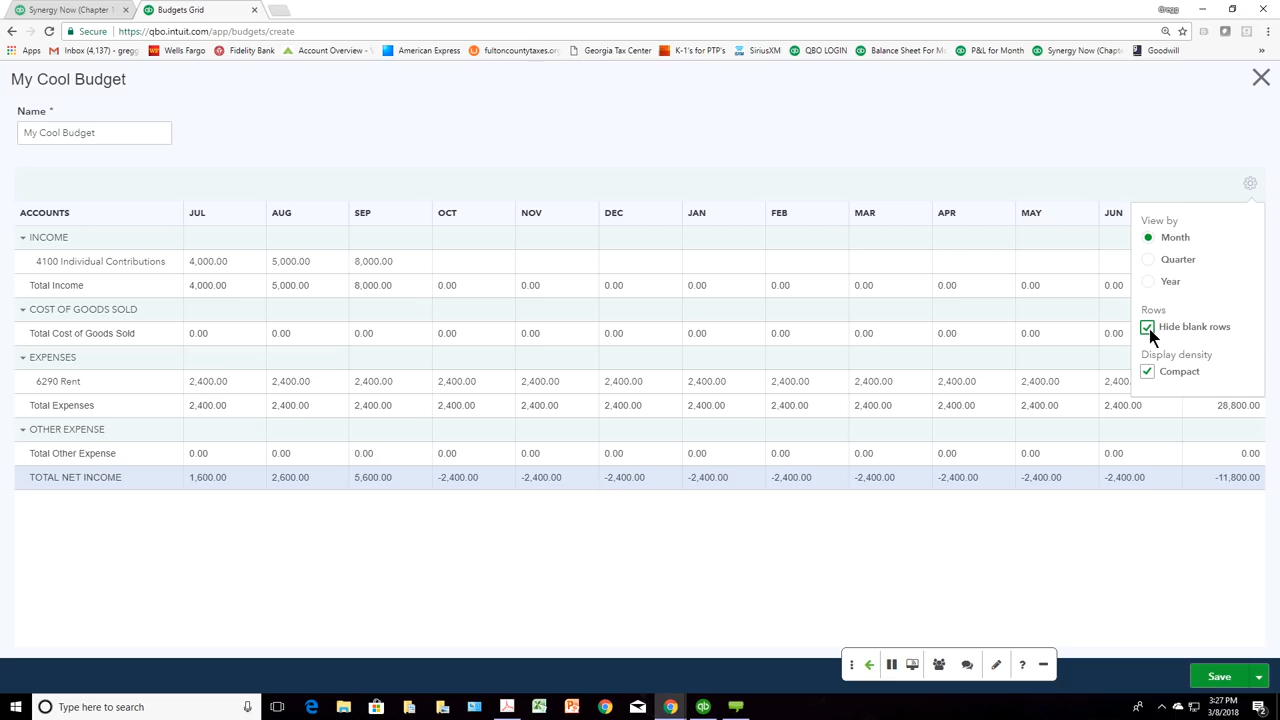 Synergy Now (Chapter 1
Budgets Grid
Gregg
Secure | https://qbo.intuit.com/app/budgets/create
Apps Inbox (4,137) - gregg Wells Fargo Fidelity Bank Account Overview - American Express fultoncountytaxes.org Georgia Tax Center K-1's for PTP's SiriusXM QBO LOGIN Balance Sheet For M P&L for Month Synergy Now (Chapt Goodwill »
My Cool Budget
Name *
My Cool Budget
ACCOUNTS JUL AUG SEP OCT NOV DEC JAN FEB MAR APR MAY JUN
INCOME
4100 Individual Contributions 4,000.00 5,000.00 8,000.00
Total Income 4,000.00 5,000.00 8,000.00 0.00 0.00 0.00 0.00 0.00 0.00 0.00 0.00 0.00
COST OF GOODS SOLD
Total Cost of Goods Sold 0.00 0.00 0.00 0.00 0.00 0.00 0.00 0.00 0.00 0.00 0.00 0.00
EXPENSES
6290 Rent 2,400.00 2,400.00 2,400.00 2,400.00 2,400.00 2,400.00 2,400.00 2,400.00 2,400.00 2,400.00 2,400.00 2,400.
Total Expenses 2,400.00 2,400.00 2,400.00 2,400.00 2,400.00 2,400.00 2,400.00 2,400.00 2,400.00 2,400.00 2,400.00 2,400.00 28,800.00
OTHER EXPENSE
Total Other Expense 0.00 0.00 0.00 0.00 0.00 0.00 0.00 0.00 0.00 0.00 0.00 0.00 0.00
TOTAL NET INCOME 1,600.00 2,600.00 5,600.00 -2,400.00 -2,400.00 -2,400.00 -2,400.00 -2,400.00 -2,400.00 -2,400.00 -2,400.00 -2,400.00 -11,800.00
View by
Month
Quarter
Year
Rows
Hide blank rows
Display density
Compact
Save
Type here to search
3:27 PM
3/8/2018